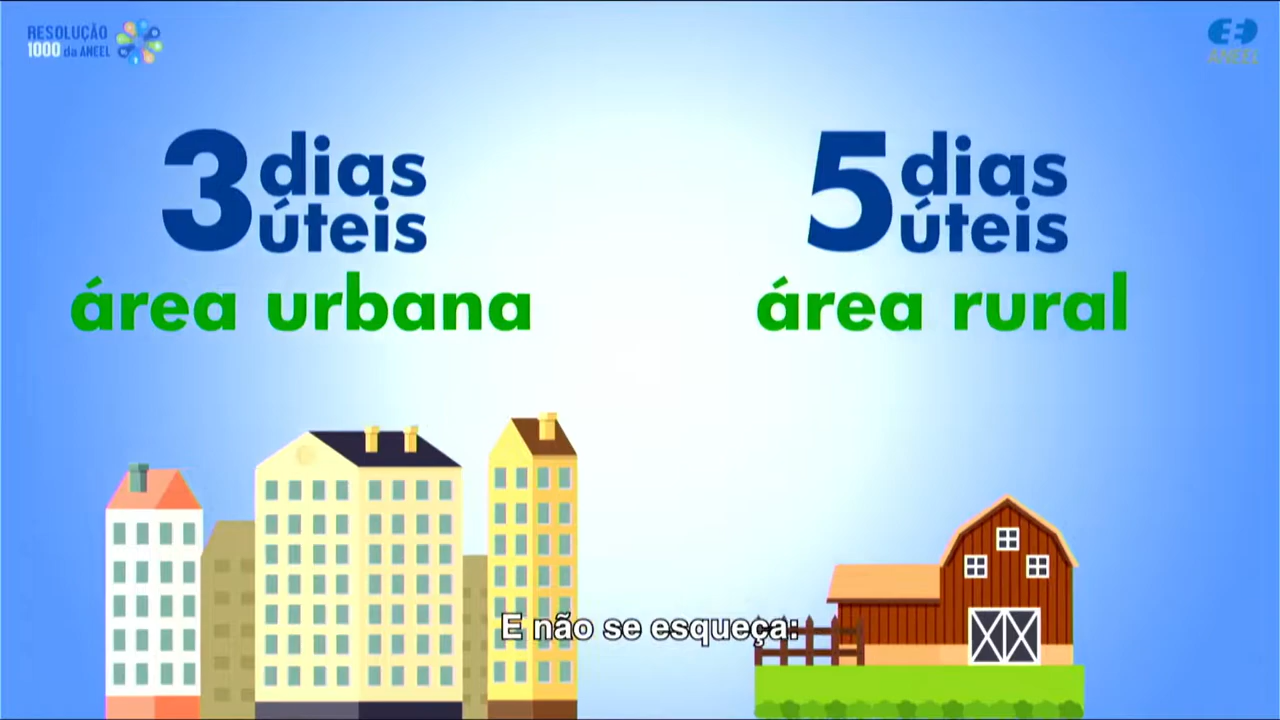 RESOLUÇÃO
1000 da ANEEL
ANEEL
3 dias
úteis
área urbana
5 dias
úteis
área rural
E não se esqueça: